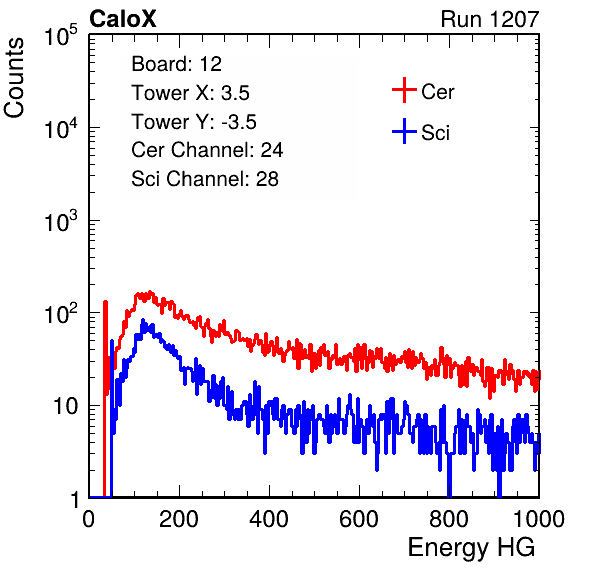 CaloX Run 1207
Counts
10^5
10^4
10^3
10^2
10
1
Board: 12
Tower X: 3.5
Tower Y: -3.5
Cer Channel: 24
Sci Channel: 28
Cer
Sci
0 200 400 600 800 1000
Energy HG